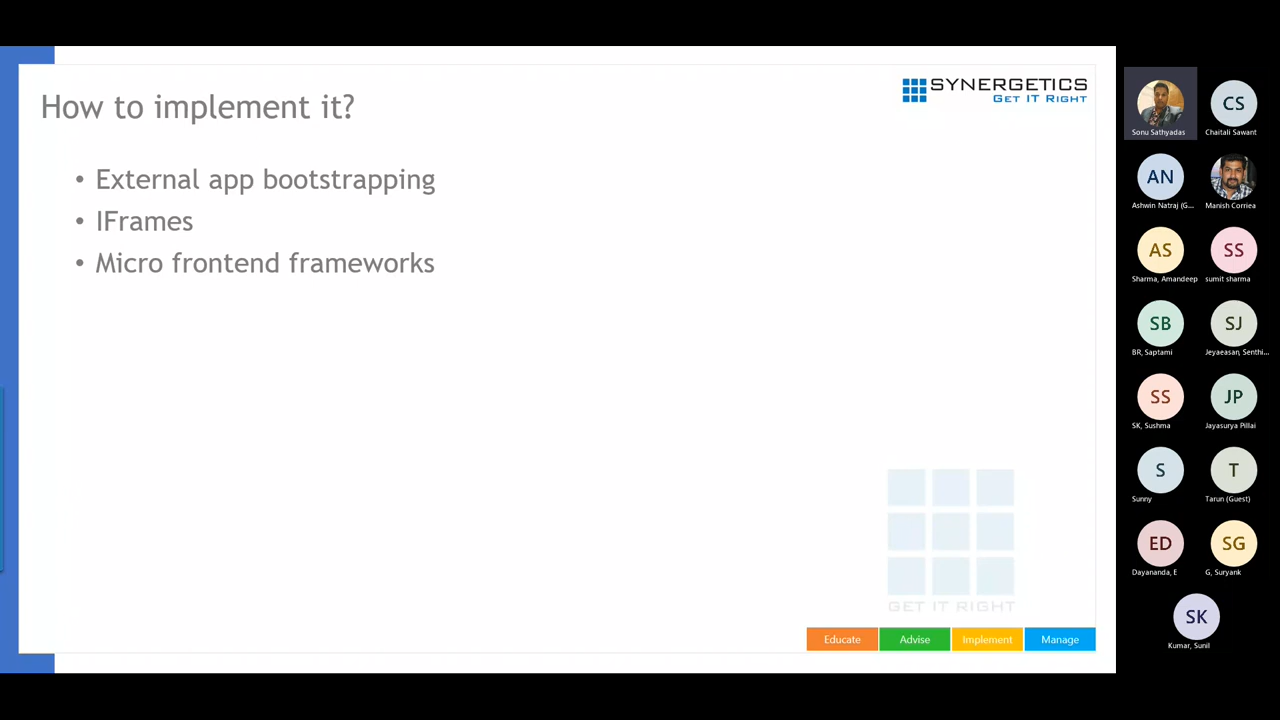 How to implement it?
SYNERGETICS
GET IT RIGHT
• External app bootstrapping
• IFrames
• Micro frontend frameworks
GET IT RIGHT
Educate
Advise
Implement
Manage
Sonu Sathyadas
CS
Chaitali Sawant
AN
Ashwin Natraj (G...
Manish Corriea
AS
Sharma, Amandeep
SS
sumit sharma
SB
BR, Saptami
SJ
Jeyaeasan, Senthi...
SS
SK, Sushma
JP
Jayasurya Pillai
S
Sunny
T
Tarun (Guest)
ED
Dayananda, E
SG
G, Suryank
SK
Kumar, Sunil